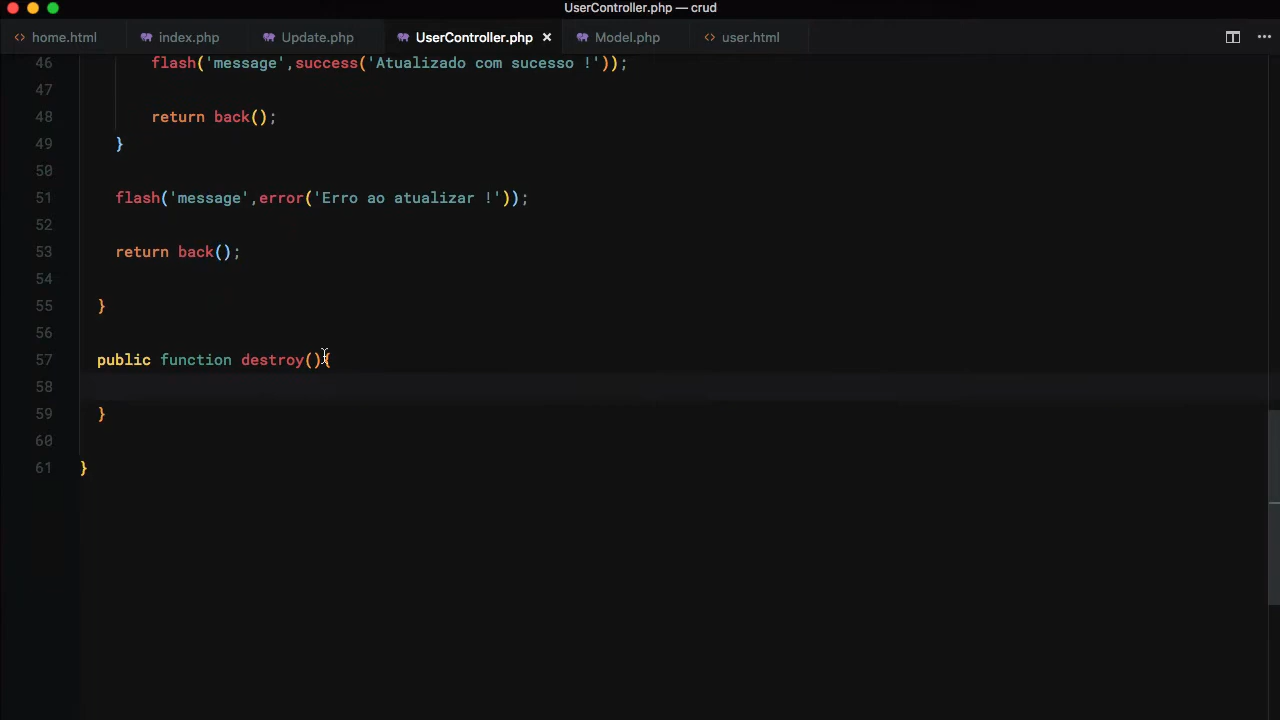 UserController.php — crud
home.html index.php Update.php UserController.php × Model.php user.html
46 flash('message',success('Atualizado com sucesso !'));
47
48 return back();
49 }
50
51 flash('message',error('Erro ao atualizar !'));
52
53 return back();
54
55 }
56
57 public function destroy(){
58
59 }
60
61 }